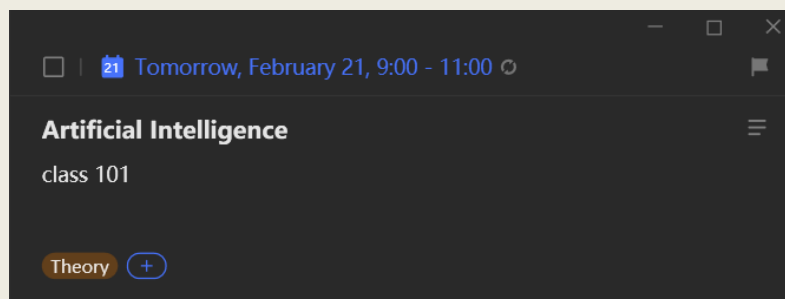 21 Tomorrow, February 21, 9:00 - 11:00
Artificial Intelligence
class 101
Theory +